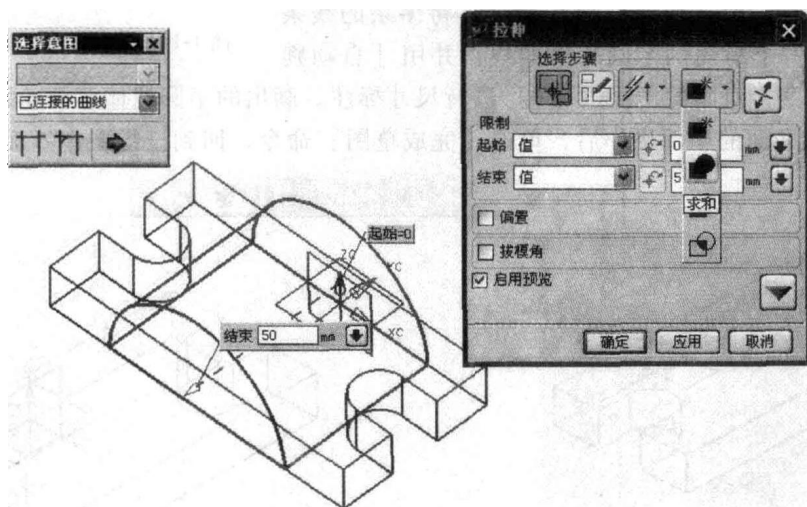 选择意图
已连接的曲线
拉伸
选择步骤
限制
起始 值 0 mm
结束 值 5 mm
求和
偏置
拔模角
启用预览
确定 应用 取消
起始=0
ZC
YC
XC
结束 50 mm